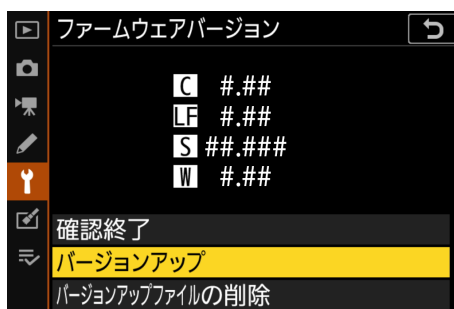 ファームウェアバージョン
C #.##
LF #.##
S ##.###
W #.##
確認終了
バージョンアップ
バージョンアップファイルの削除